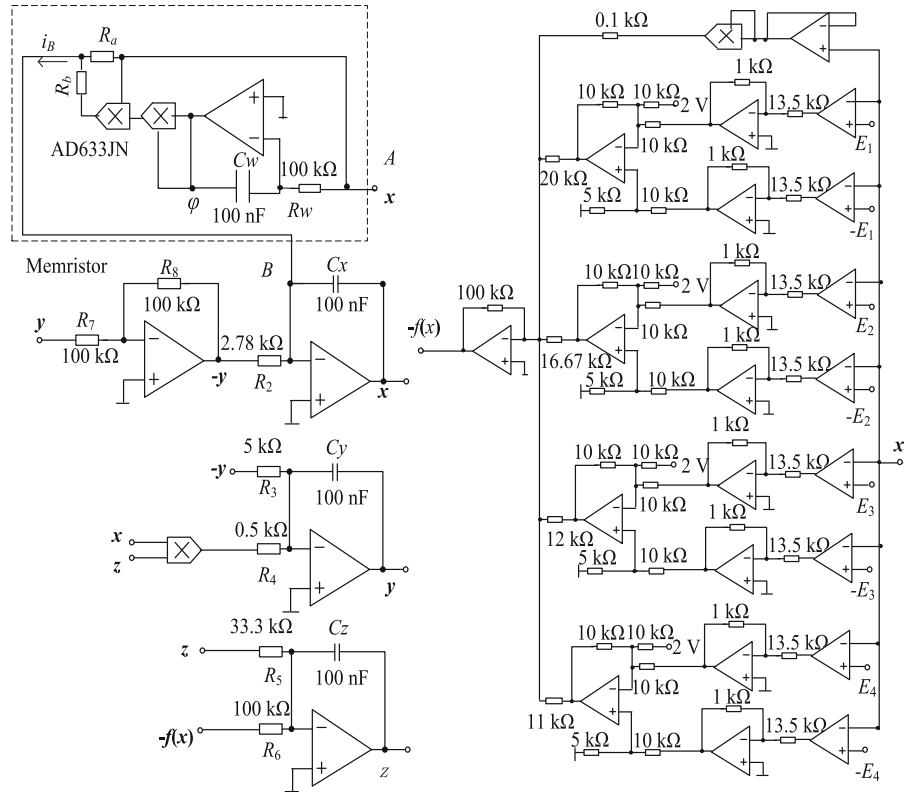 i_B
R_a
R_b
AD633JN
+
−
Cw
100 nF
φ
100 kΩ
Rw
A
x
Memristor
B
Cx
100 nF
R_8
100 kΩ
y
R_7
100 kΩ
−
+
-y
2.78 kΩ
R_2
−
+
x
5 kΩ
-y
R_3
Cy
100 nF
x
z
0.5 kΩ
R_4
−
+
y
33.3 kΩ
z
R_5
Cz
100 nF
100 kΩ
-f(x)
R_6
−
+
z
-f(x)
100 kΩ
−
+
0.1 kΩ
−
+
10 kΩ
10 kΩ
2 V
1 kΩ
13.5 kΩ
−
+
E_1
10 kΩ
20 kΩ
5 kΩ
10 kΩ
1 kΩ
13.5 kΩ
−
+
-E_1
10 kΩ
10 kΩ
2 V
1 kΩ
13.5 kΩ
−
+
E_2
10 kΩ
16.67 kΩ
5 kΩ
10 kΩ
1 kΩ
13.5 kΩ
−
+
-E_2
10 kΩ
10 kΩ
2 V
1 kΩ
13.5 kΩ
−
+
E_3
x
10 kΩ
12 kΩ
5 kΩ
10 kΩ
1 kΩ
13.5 kΩ
−
+
-E_3
10 kΩ
10 kΩ
2 V
1 kΩ
13.5 kΩ
−
+
E_4
10 kΩ
11 kΩ
5 kΩ
10 kΩ
1 kΩ
13.5 kΩ
−
+
-E_4